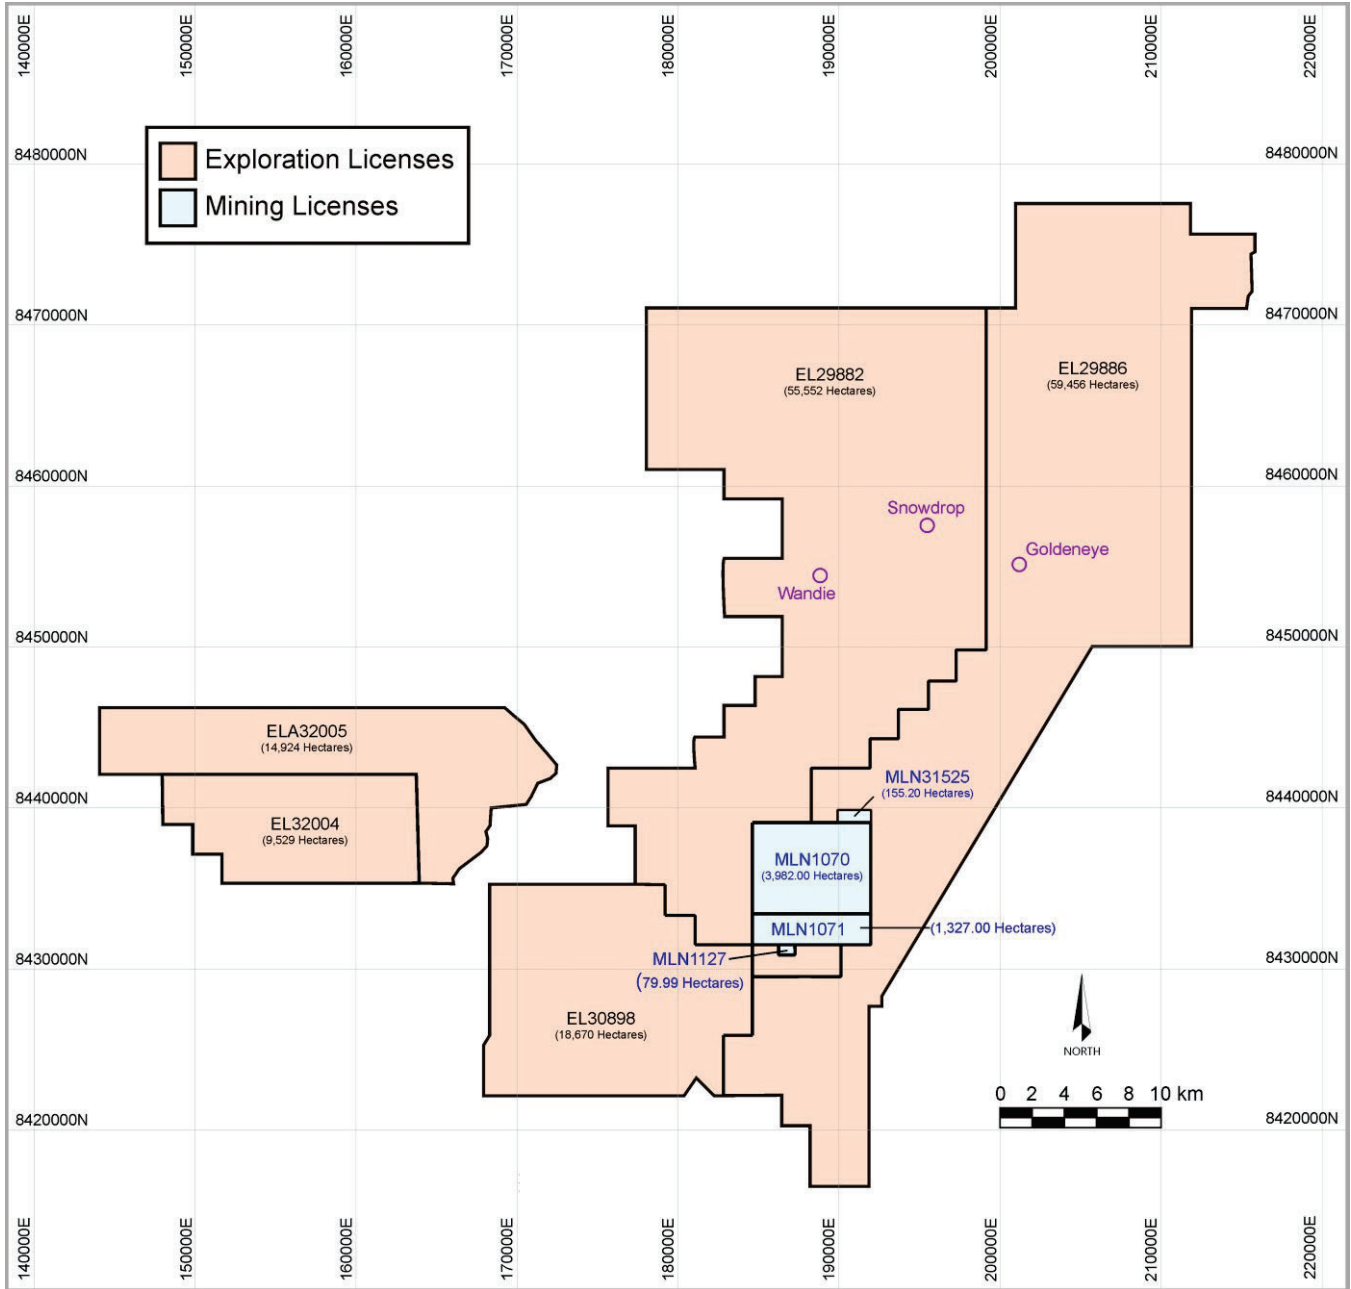 140000E
150000E
160000E
170000E
180000E
190000E
200000E
210000E
220000E
Exploration Licenses
Mining Licenses
8480000N
8480000N
8470000N
8470000N
EL29882
(55,552 Hectares)
EL29886
(59,456 Hectares)
8460000N
8460000N
Snowdrop
Goldeneye
Wandie
8450000N
8450000N
ELA32005
(14,924 Hectares)
MLN31525
(155.20 Hectares)
8440000N
8440000N
EL32004
(9,529 Hectares)
MLN1070
(3,982.00 Hectares)
MLN1071
(1,327.00 Hectares)
8430000N
8430000N
MLN1127
(79.99 Hectares)
EL30898
(18,670 Hectares)
NORTH
0 2 4 6 8 10 km
8420000N
8420000N
140000E
150000E
160000E
170000E
180000E
190000E
200000E
210000E
220000E